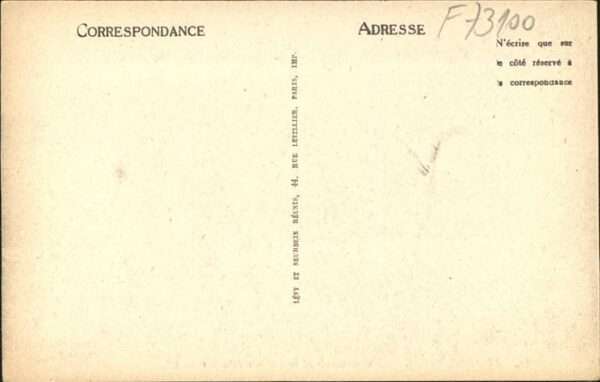 CORRESPONDANCE
ADRESSE
F-73100
N'écrire que sur
le côté réservé à
la correspondance
LÉVY ET NEURDEIN RÉUNIS, 44, RUE LETELLIER, PARIS, IMP.